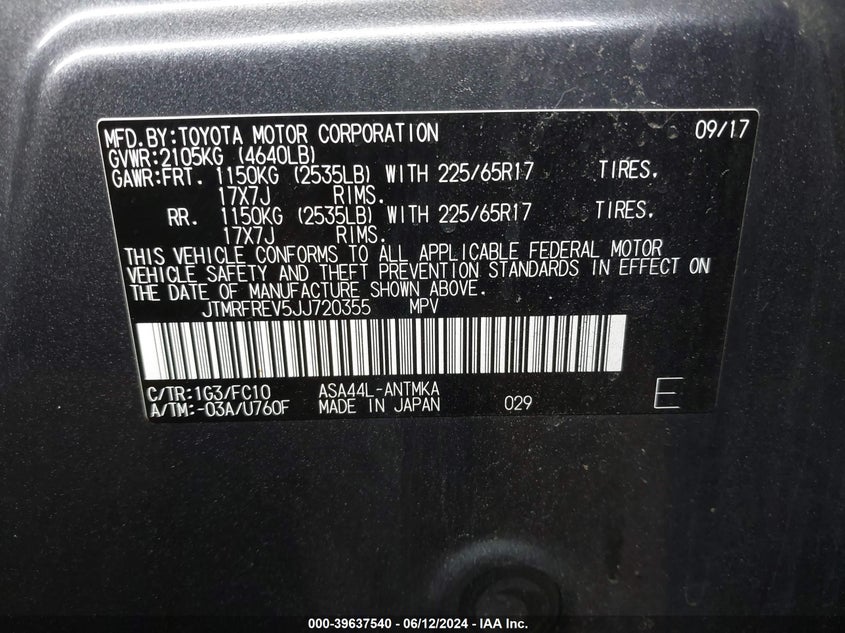 MFD.BY:TOYOTA MOTOR CORPORATION 09/17
GVWR:2105KG (4640LB)
GAWR:FRT. 1150KG (2535LB) WITH 225/65R17 TIRES.
17X7J RIMS.
RR. 1150KG (2535LB) WITH 225/65R17 TIRES.
17X7J RIMS.
THIS VEHICLE CONFORMS TO ALL APPLICABLE FEDERAL MOTOR
VEHICLE SAFETY AND THEFT PREVENTION STANDARDS IN EFFECT ON
THE DATE OF MANUFACTURE SHOWN ABOVE.
JTMRFREV5JJ720355 MPV
C/TR:1G3/FC10 ASA44L-ANTMKA
A/TM:-03A/U760F MADE IN JAPAN 029 E
000-39637540 - 06/12/2024 - IAA Inc.